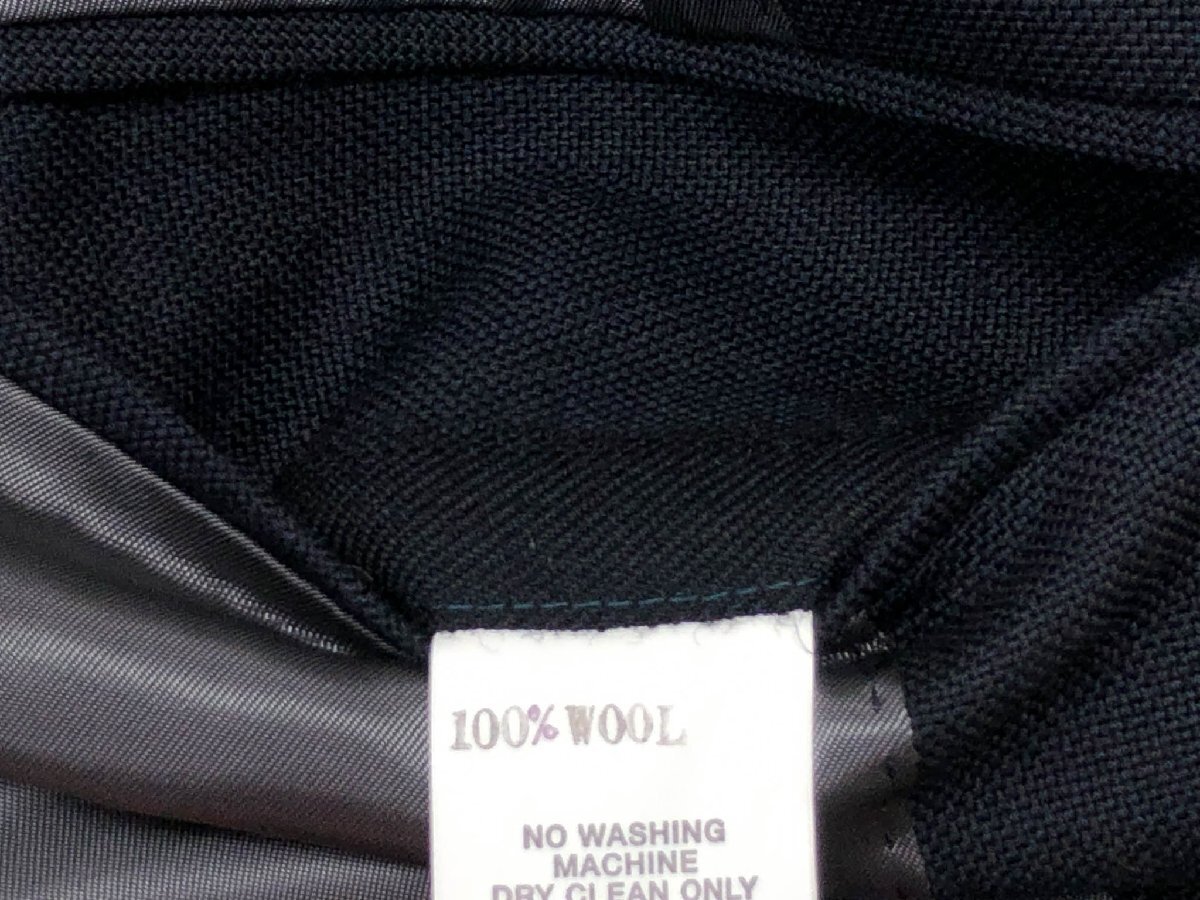 100% WOOL
NO WASHING
MACHINE
DRY CLEAN ONLY